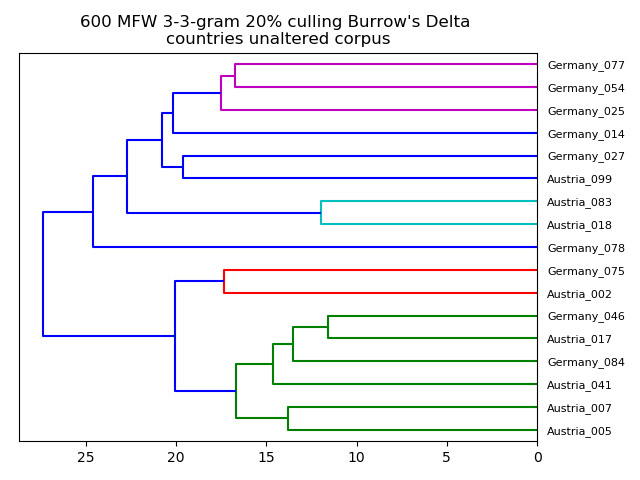 600 MFW 3-3-gram 20% culling Burrow's Delta
countries unaltered corpus
Germany_077
Germany_054
Germany_025
Germany_014
Germany_027
Austria_099
Austria_083
Austria_018
Germany_078
Germany_075
Austria_002
Germany_046
Austria_017
Germany_084
Austria_041
Austria_007
Austria_005
25 20 15 10 5 0